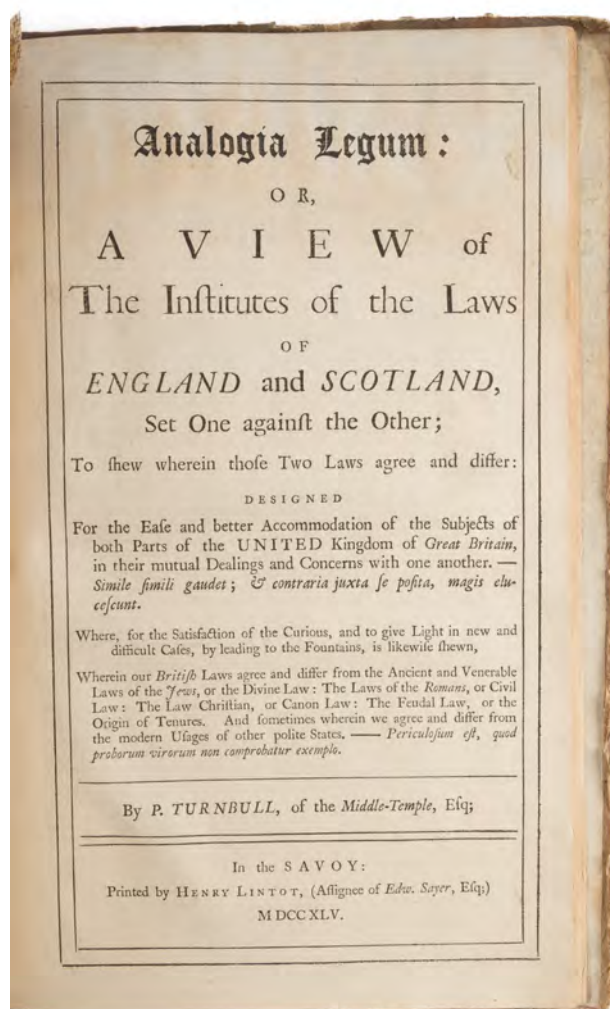 Analogia Legum:
OR,
A VIEW of
The Inſtitutes of the Laws
OF
ENGLAND and SCOTLAND,
Set One againſt the Other;
To ſhew wherein thoſe Two Laws agree and differ:
DESIGNED
For the Eaſe and better Accommodation of the Subjects of
both Parts of the UNITED Kingdom of Great Britain,
in their mutual Dealings and Concerns with one another. —
Simile ſimili gaudet; & contraria juxta ſe poſita, magis elu-
ceſcunt.
Where, for the Satisfaction of the Curious, and to give Light in new and
difficult Caſes, by leading to the Fountains, is likewiſe ſhewn,
Wherein our Britiſh Laws agree and differ from the Ancient and Venerable
Laws of the Jews, or the Divine Law: The Laws of the Romans, or Civil
Law: The Law Chriſtian, or Canon Law: The Feudal Law, or the
Origin of Tenures. And ſometimes wherein we agree and differ from
the modern Uſages of other polite States. —— Periculoſum eſt, quod
proborum virorum non comprobatur exemplo.
By P. TURNBULL, of the Middle-Temple, Eſq;
In the SAVOY:
Printed by HENRY LINTOT, (Aſſignee of Edw. Sayer, Eſq;)
M DCC XLV.